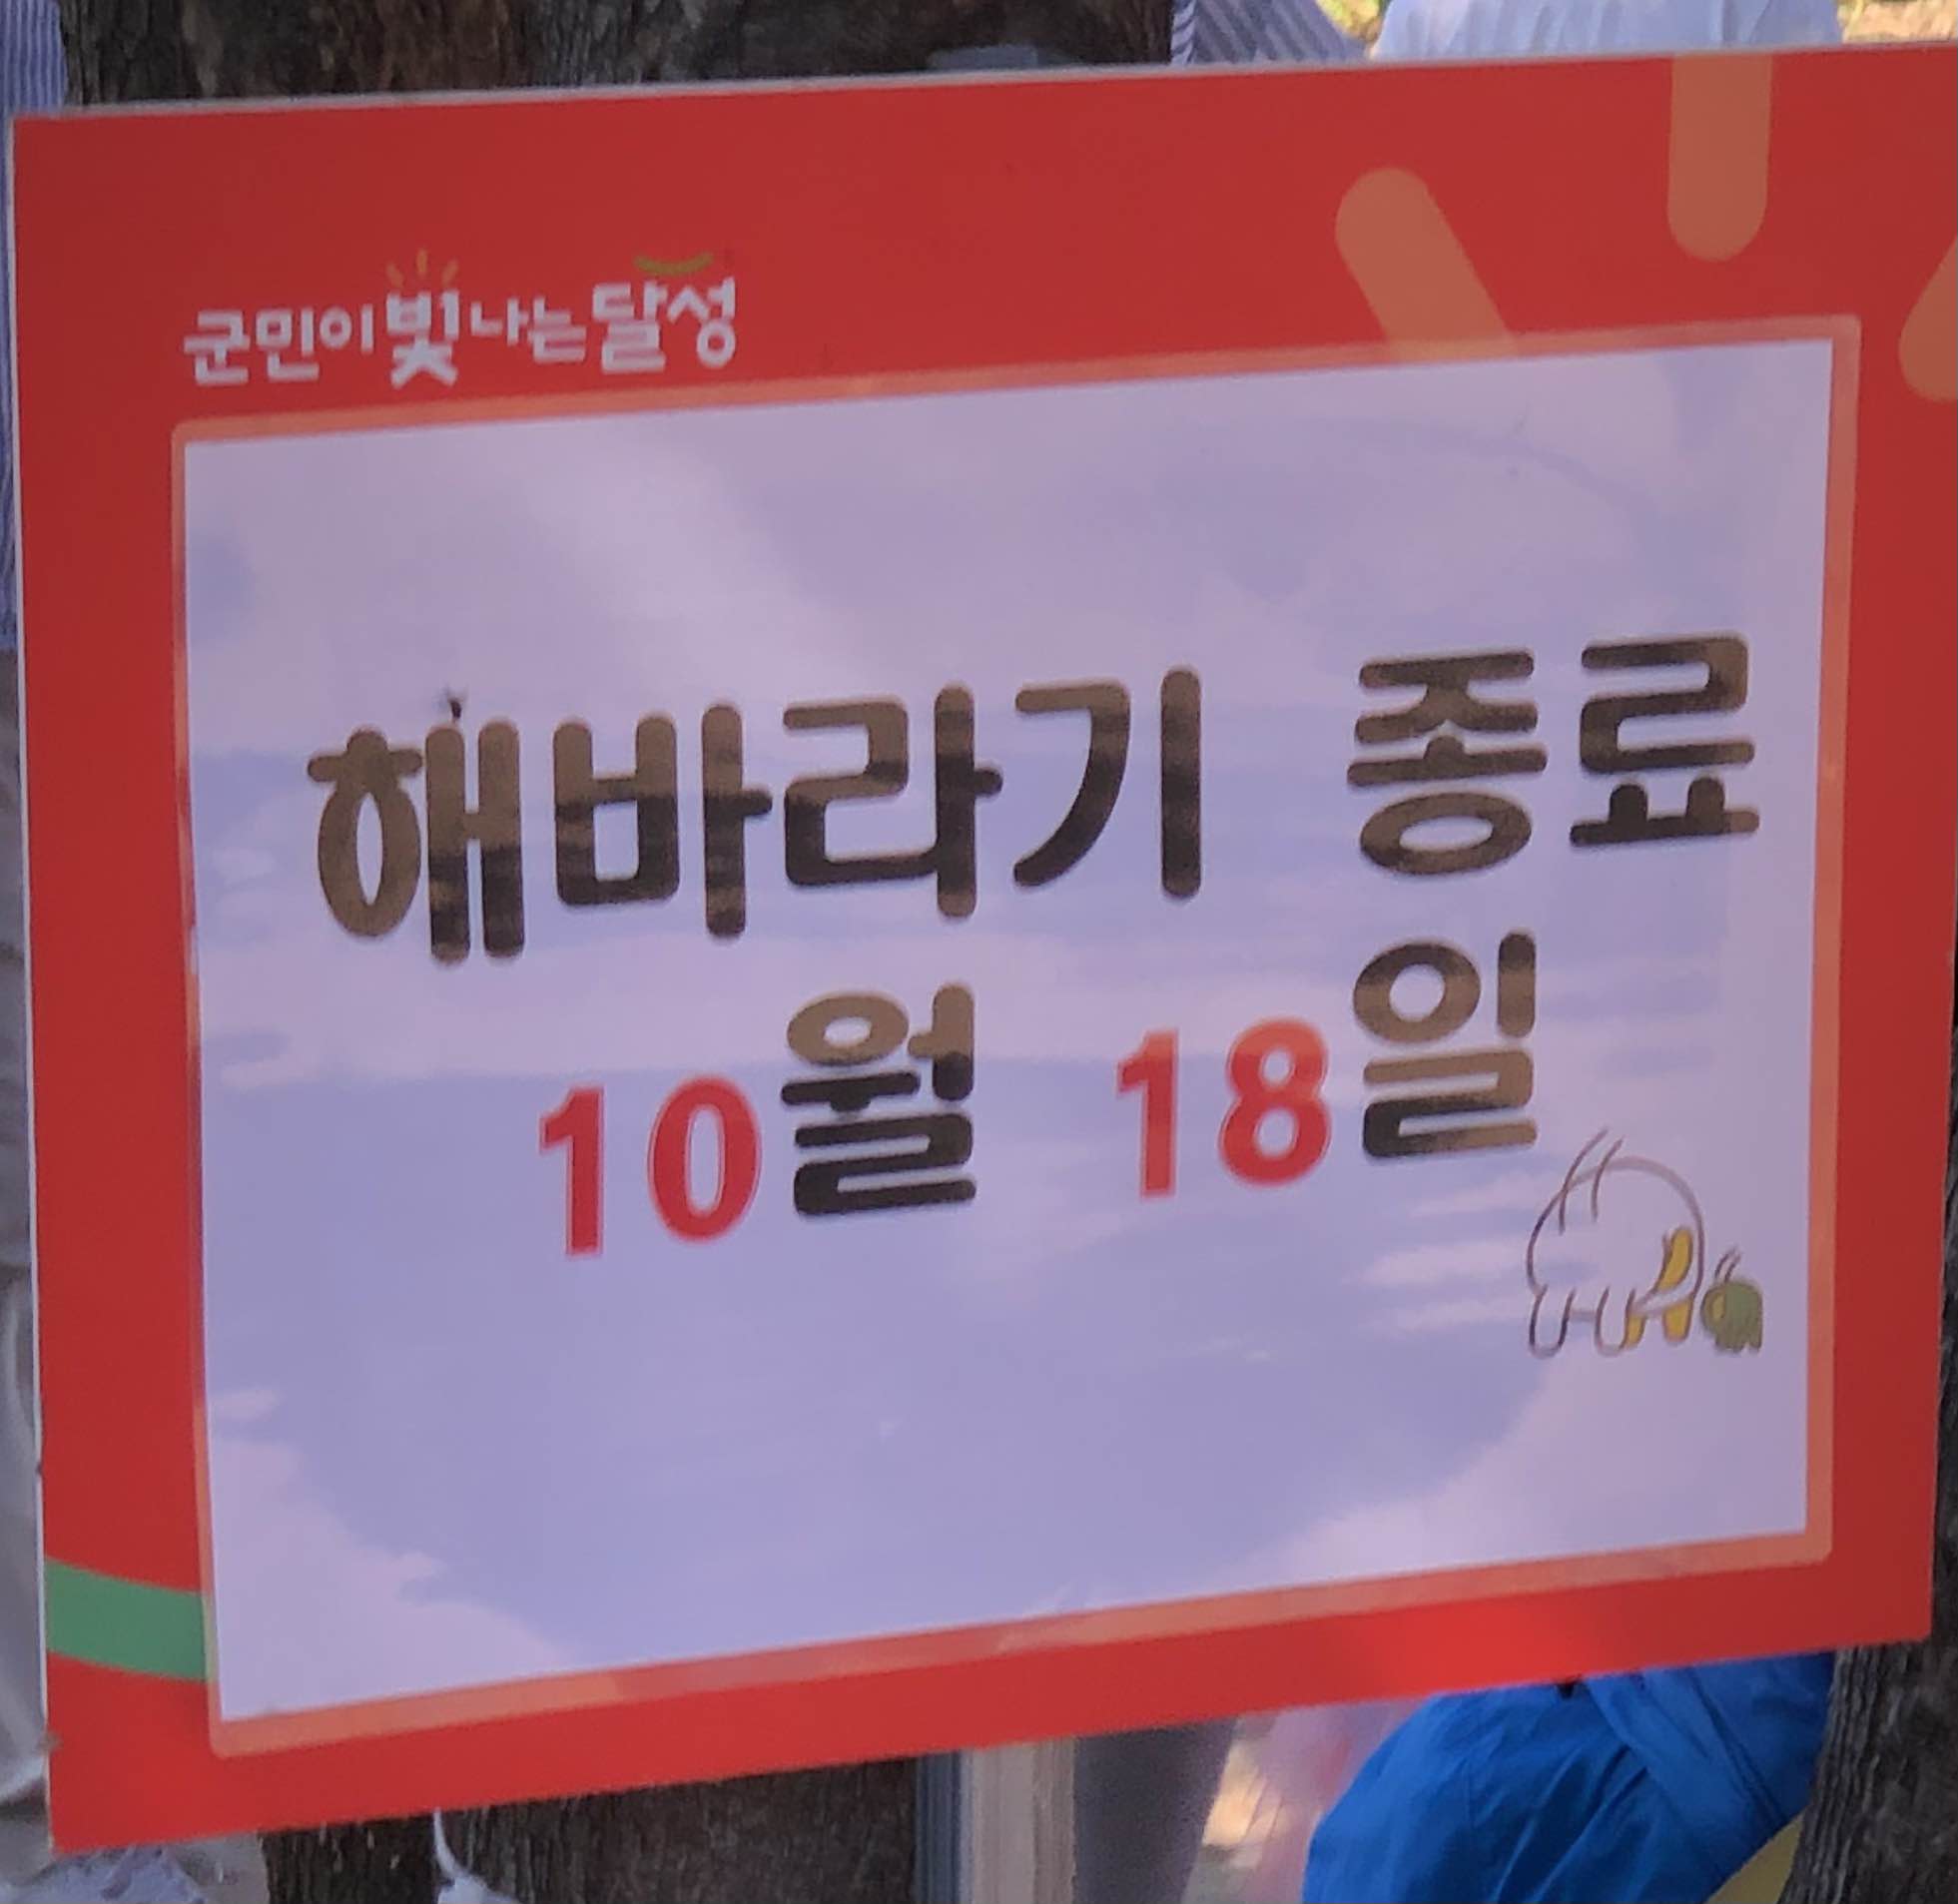 군민이 빛나는 달성
해바라기 종료
10월 18일